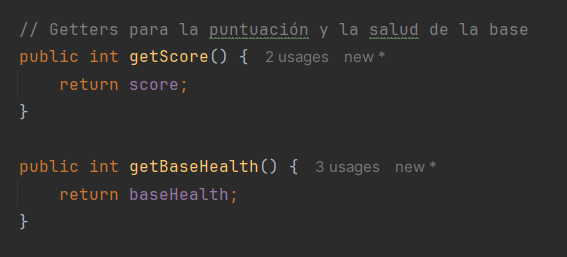 // Getters para la puntuación y la salud de la base
public int getScore() { 2 usages new *
return score;
}
public int getBaseHealth() { 3 usages new *
return baseHealth;
}